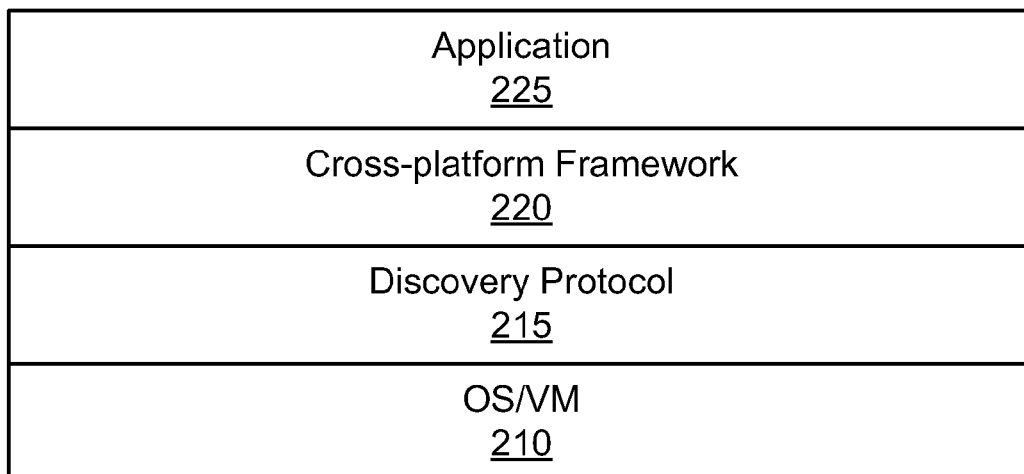 Application
225
Cross-platform Framework
220
Discovery Protocol
215
OS/VM
210